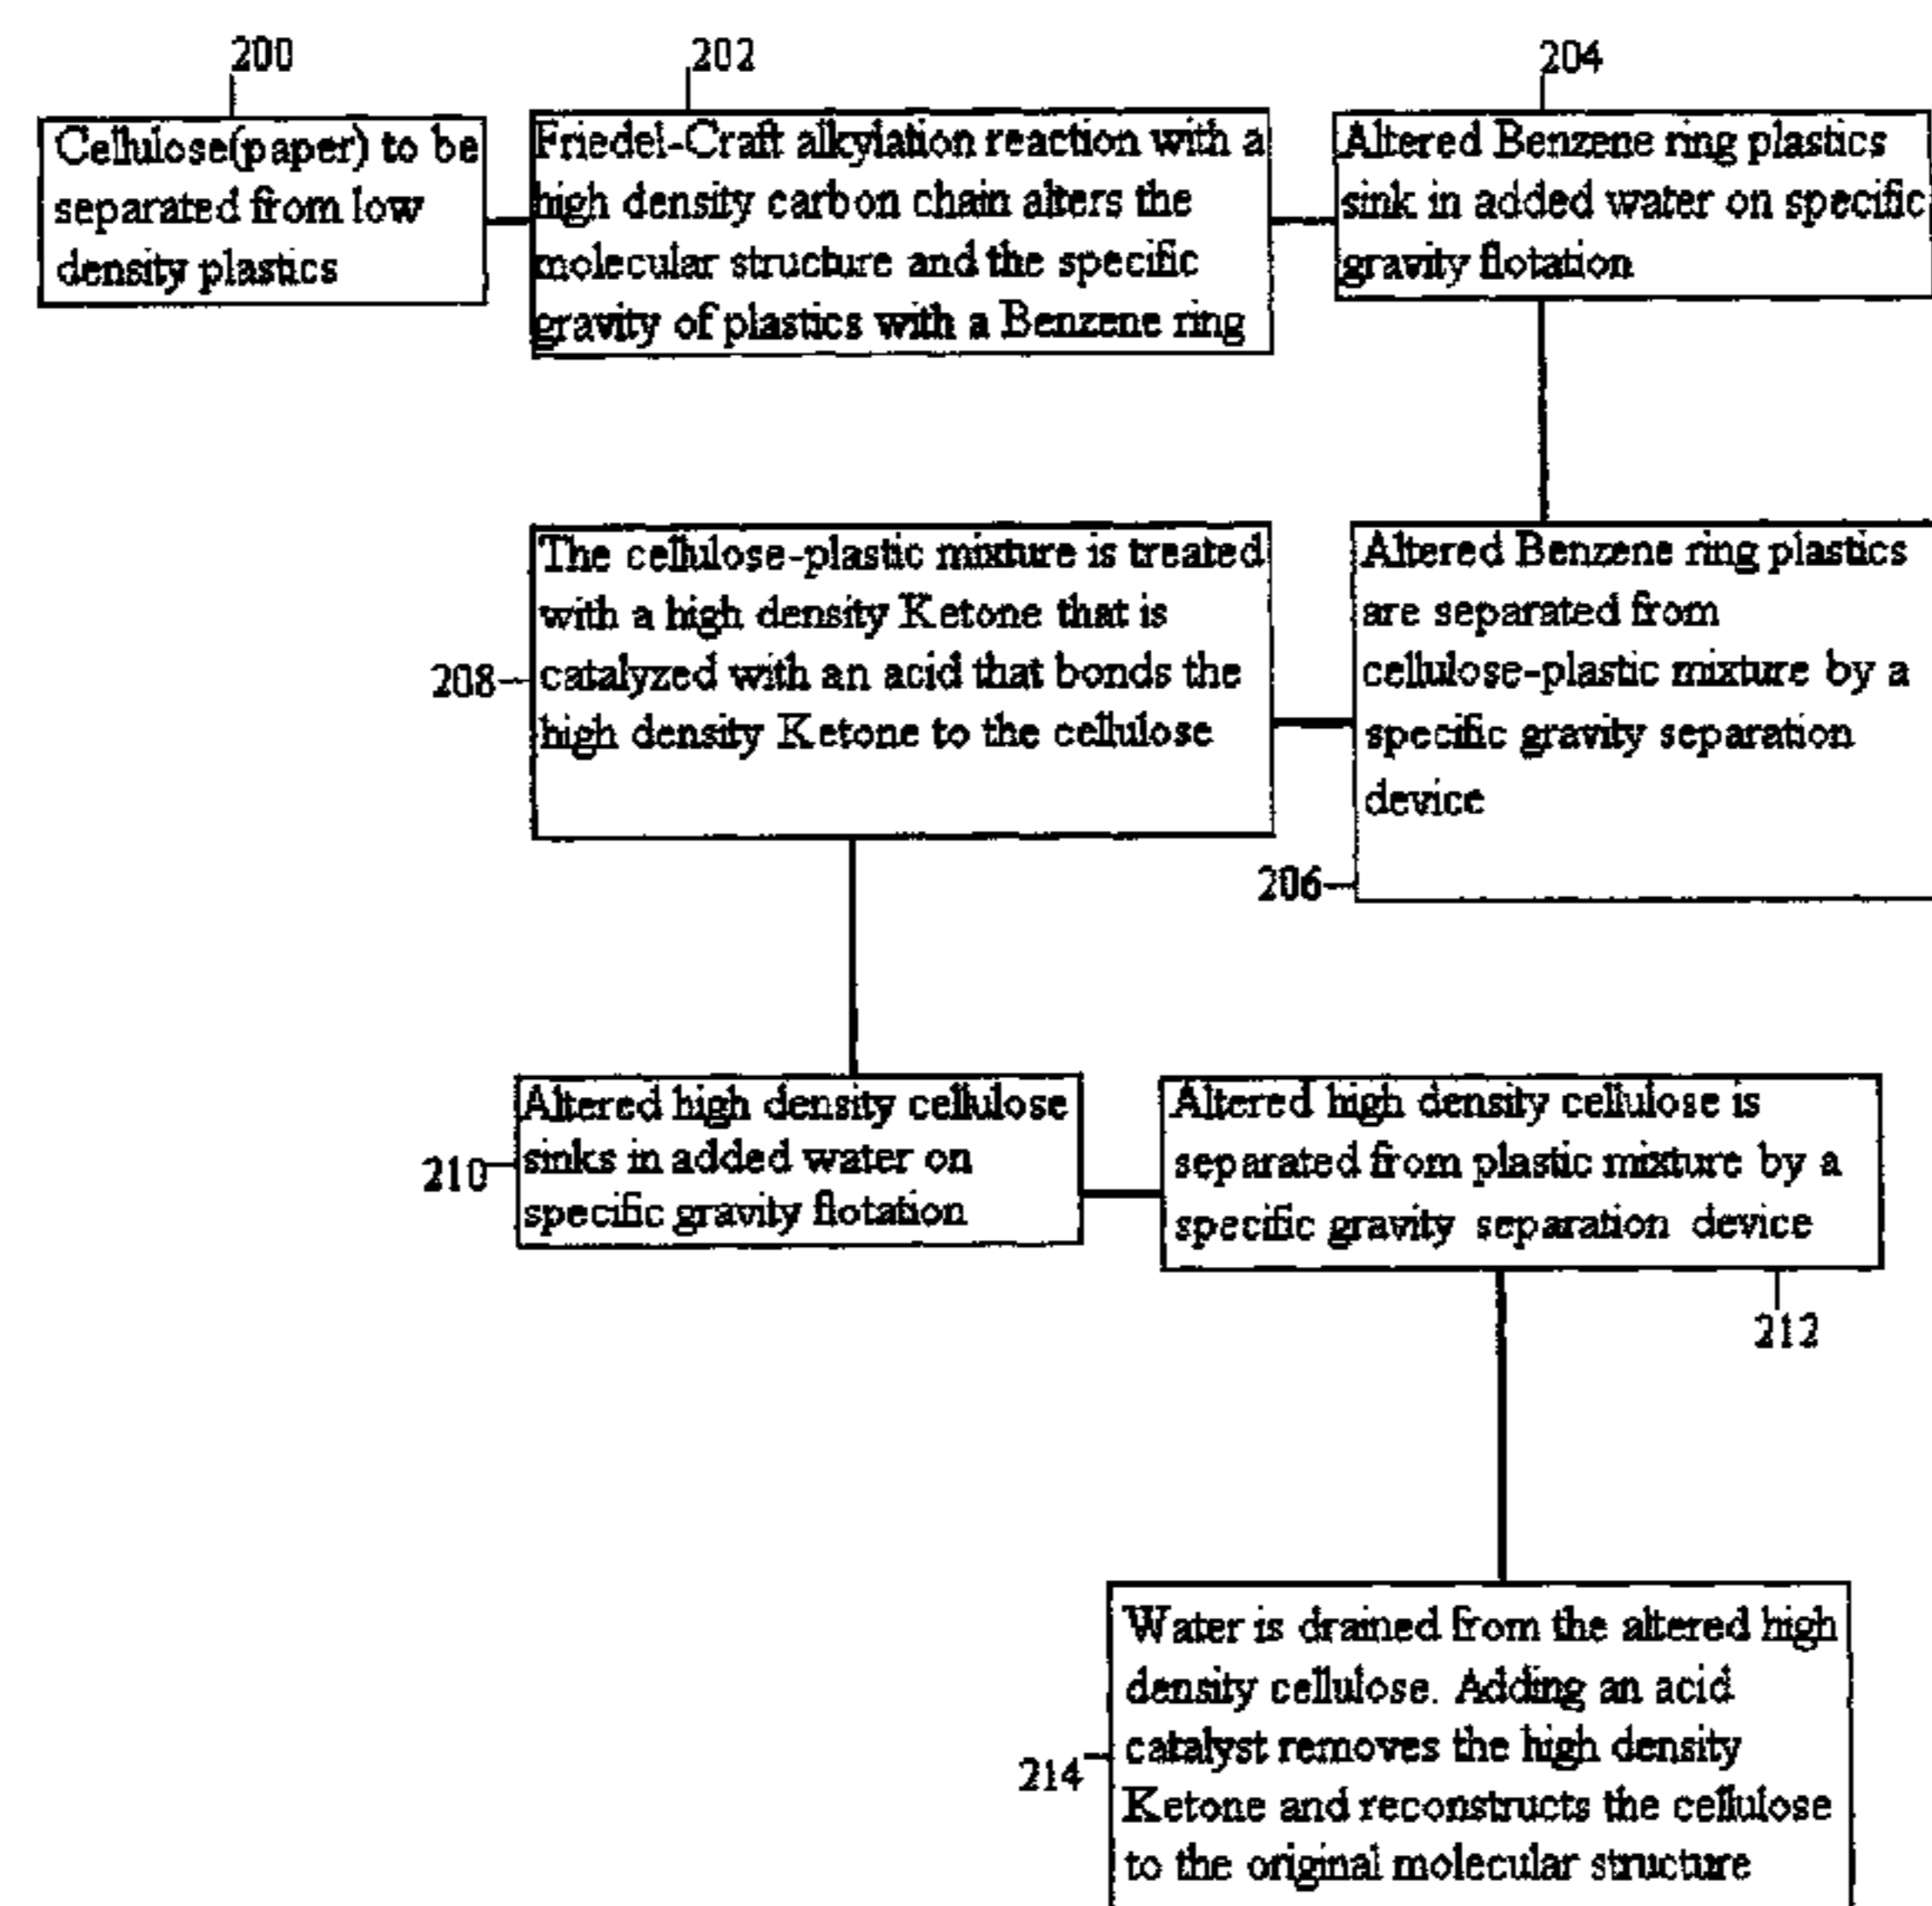 200
Cellulose(paper) to be
separated from low
density plastics
202
Friedel-Craft alkylation reaction with a
high density carbon chain alters the
molecular structure and the specific
gravity of plastics with a Benzene ring
204
Altered Benzene ring plastics
sink in added water on specific
gravity flotation
Altered Benzene ring plastics
are separated from
cellulose-plastic mixture by a
specific gravity separation
device
206
The cellulose-plastic mixture is treated
with a high density Ketone that is
catalyzed with an acid that bonds the
high density Ketone to the cellulose
208
Altered high density cellulose
sinks in added water on
specific gravity flotation
210
Altered high density cellulose is
separated from plastic mixture by a
specific gravity separation device
212
Water is drained from the altered high
density cellulose. Adding an acid
catalyst removes the high density
Ketone and reconstructs the cellulose
to the original molecular structure
214